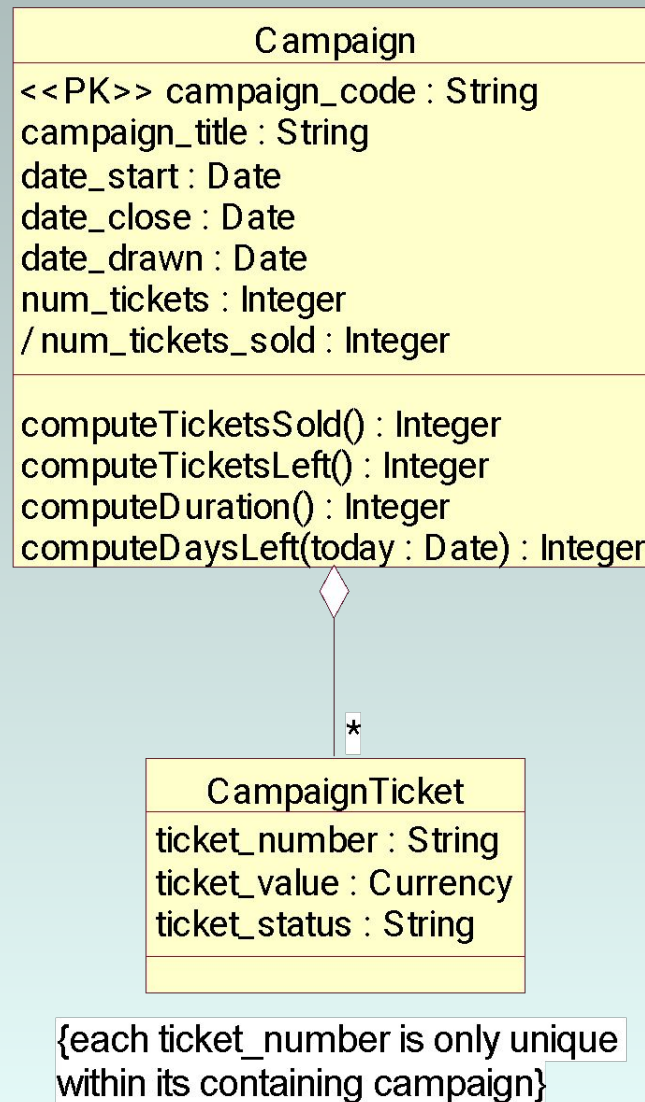 Campaign
<<PK>> campaign_code : String
campaign_title : String
date_start : Date
date_close : Date
date_drawn : Date
num_tickets : Integer
/ num_tickets_sold : Integer
computeTicketsSold() : Integer
computeTicketsLeft() : Integer
computeDuration() : Integer
computeDaysLeft(today : Date) : Integer
*
CampaignTicket
ticket_number : String
ticket_value : Currency
ticket_status : String
{each ticket_number is only unique
within its containing campaign}